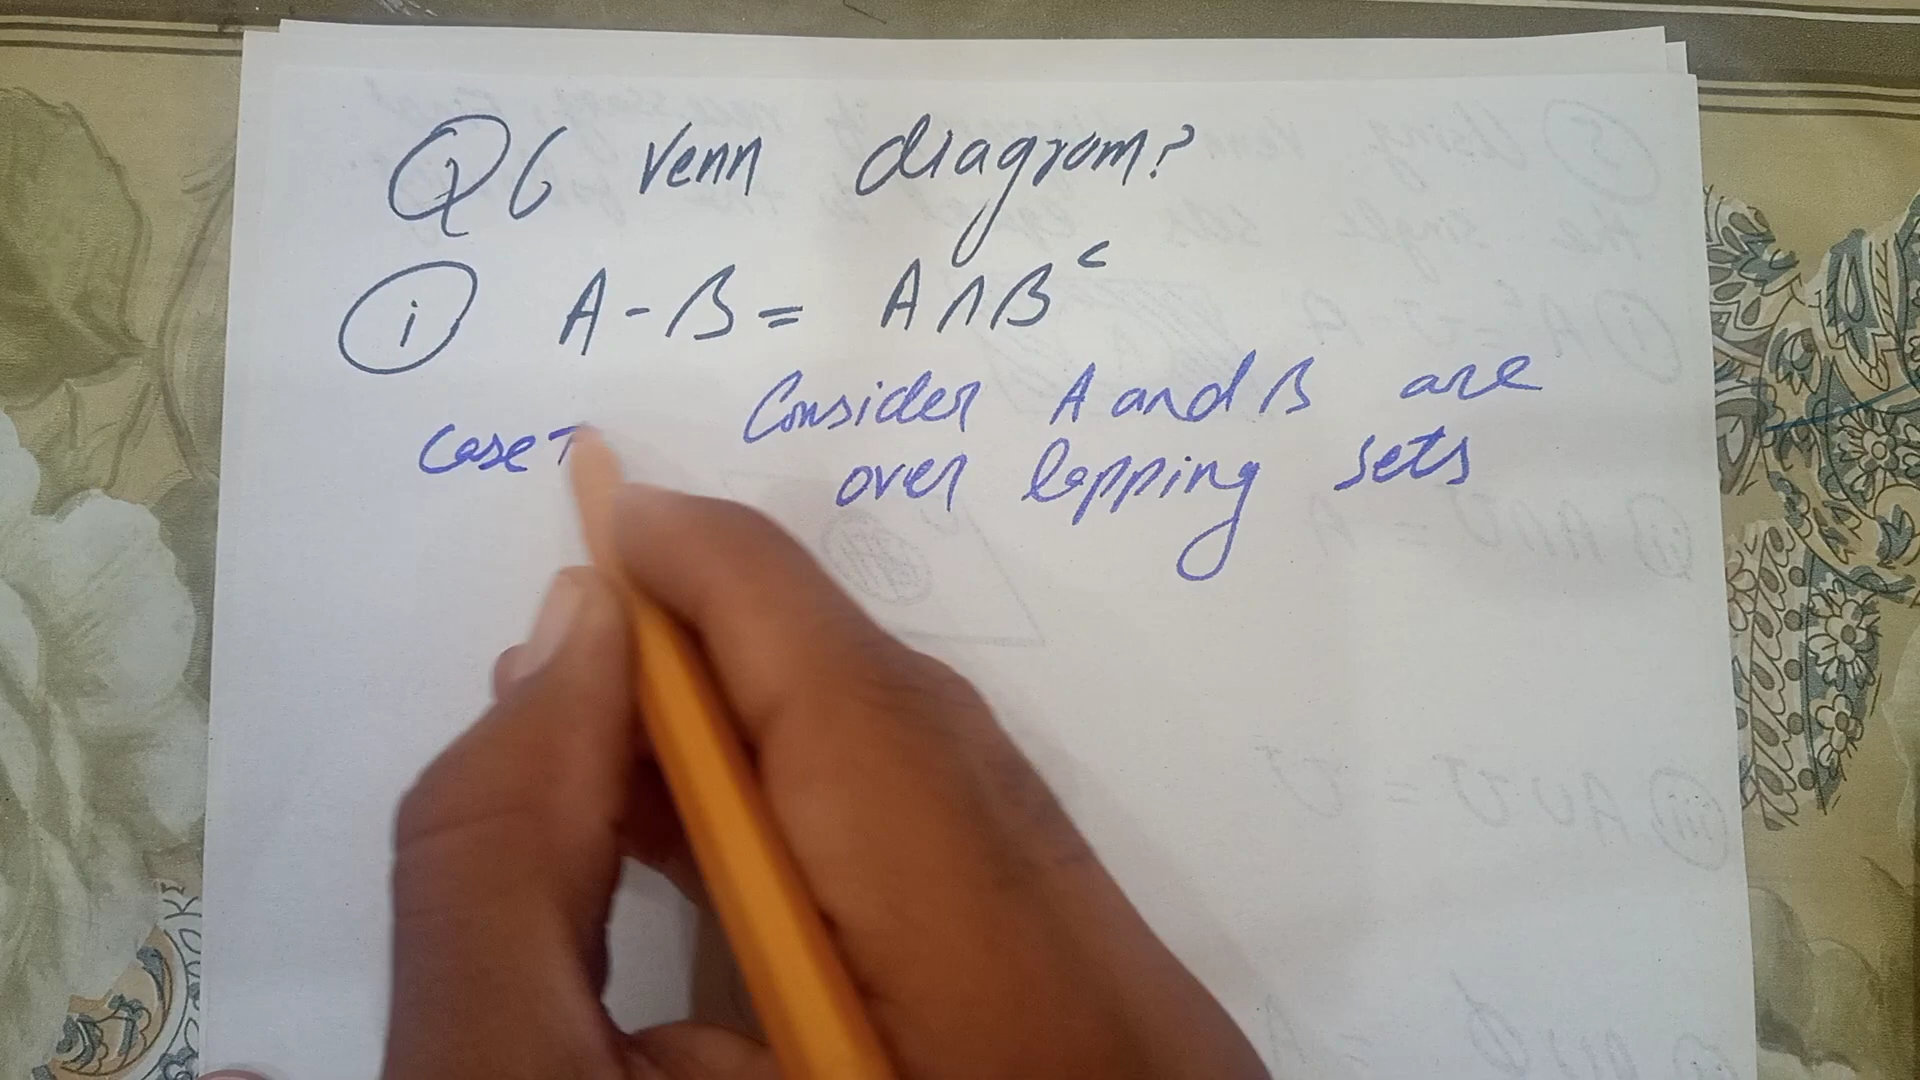 Q6 Venn diagram?
i A - B = A ∩ B^c
Consider A and B are
case
over lapping sets